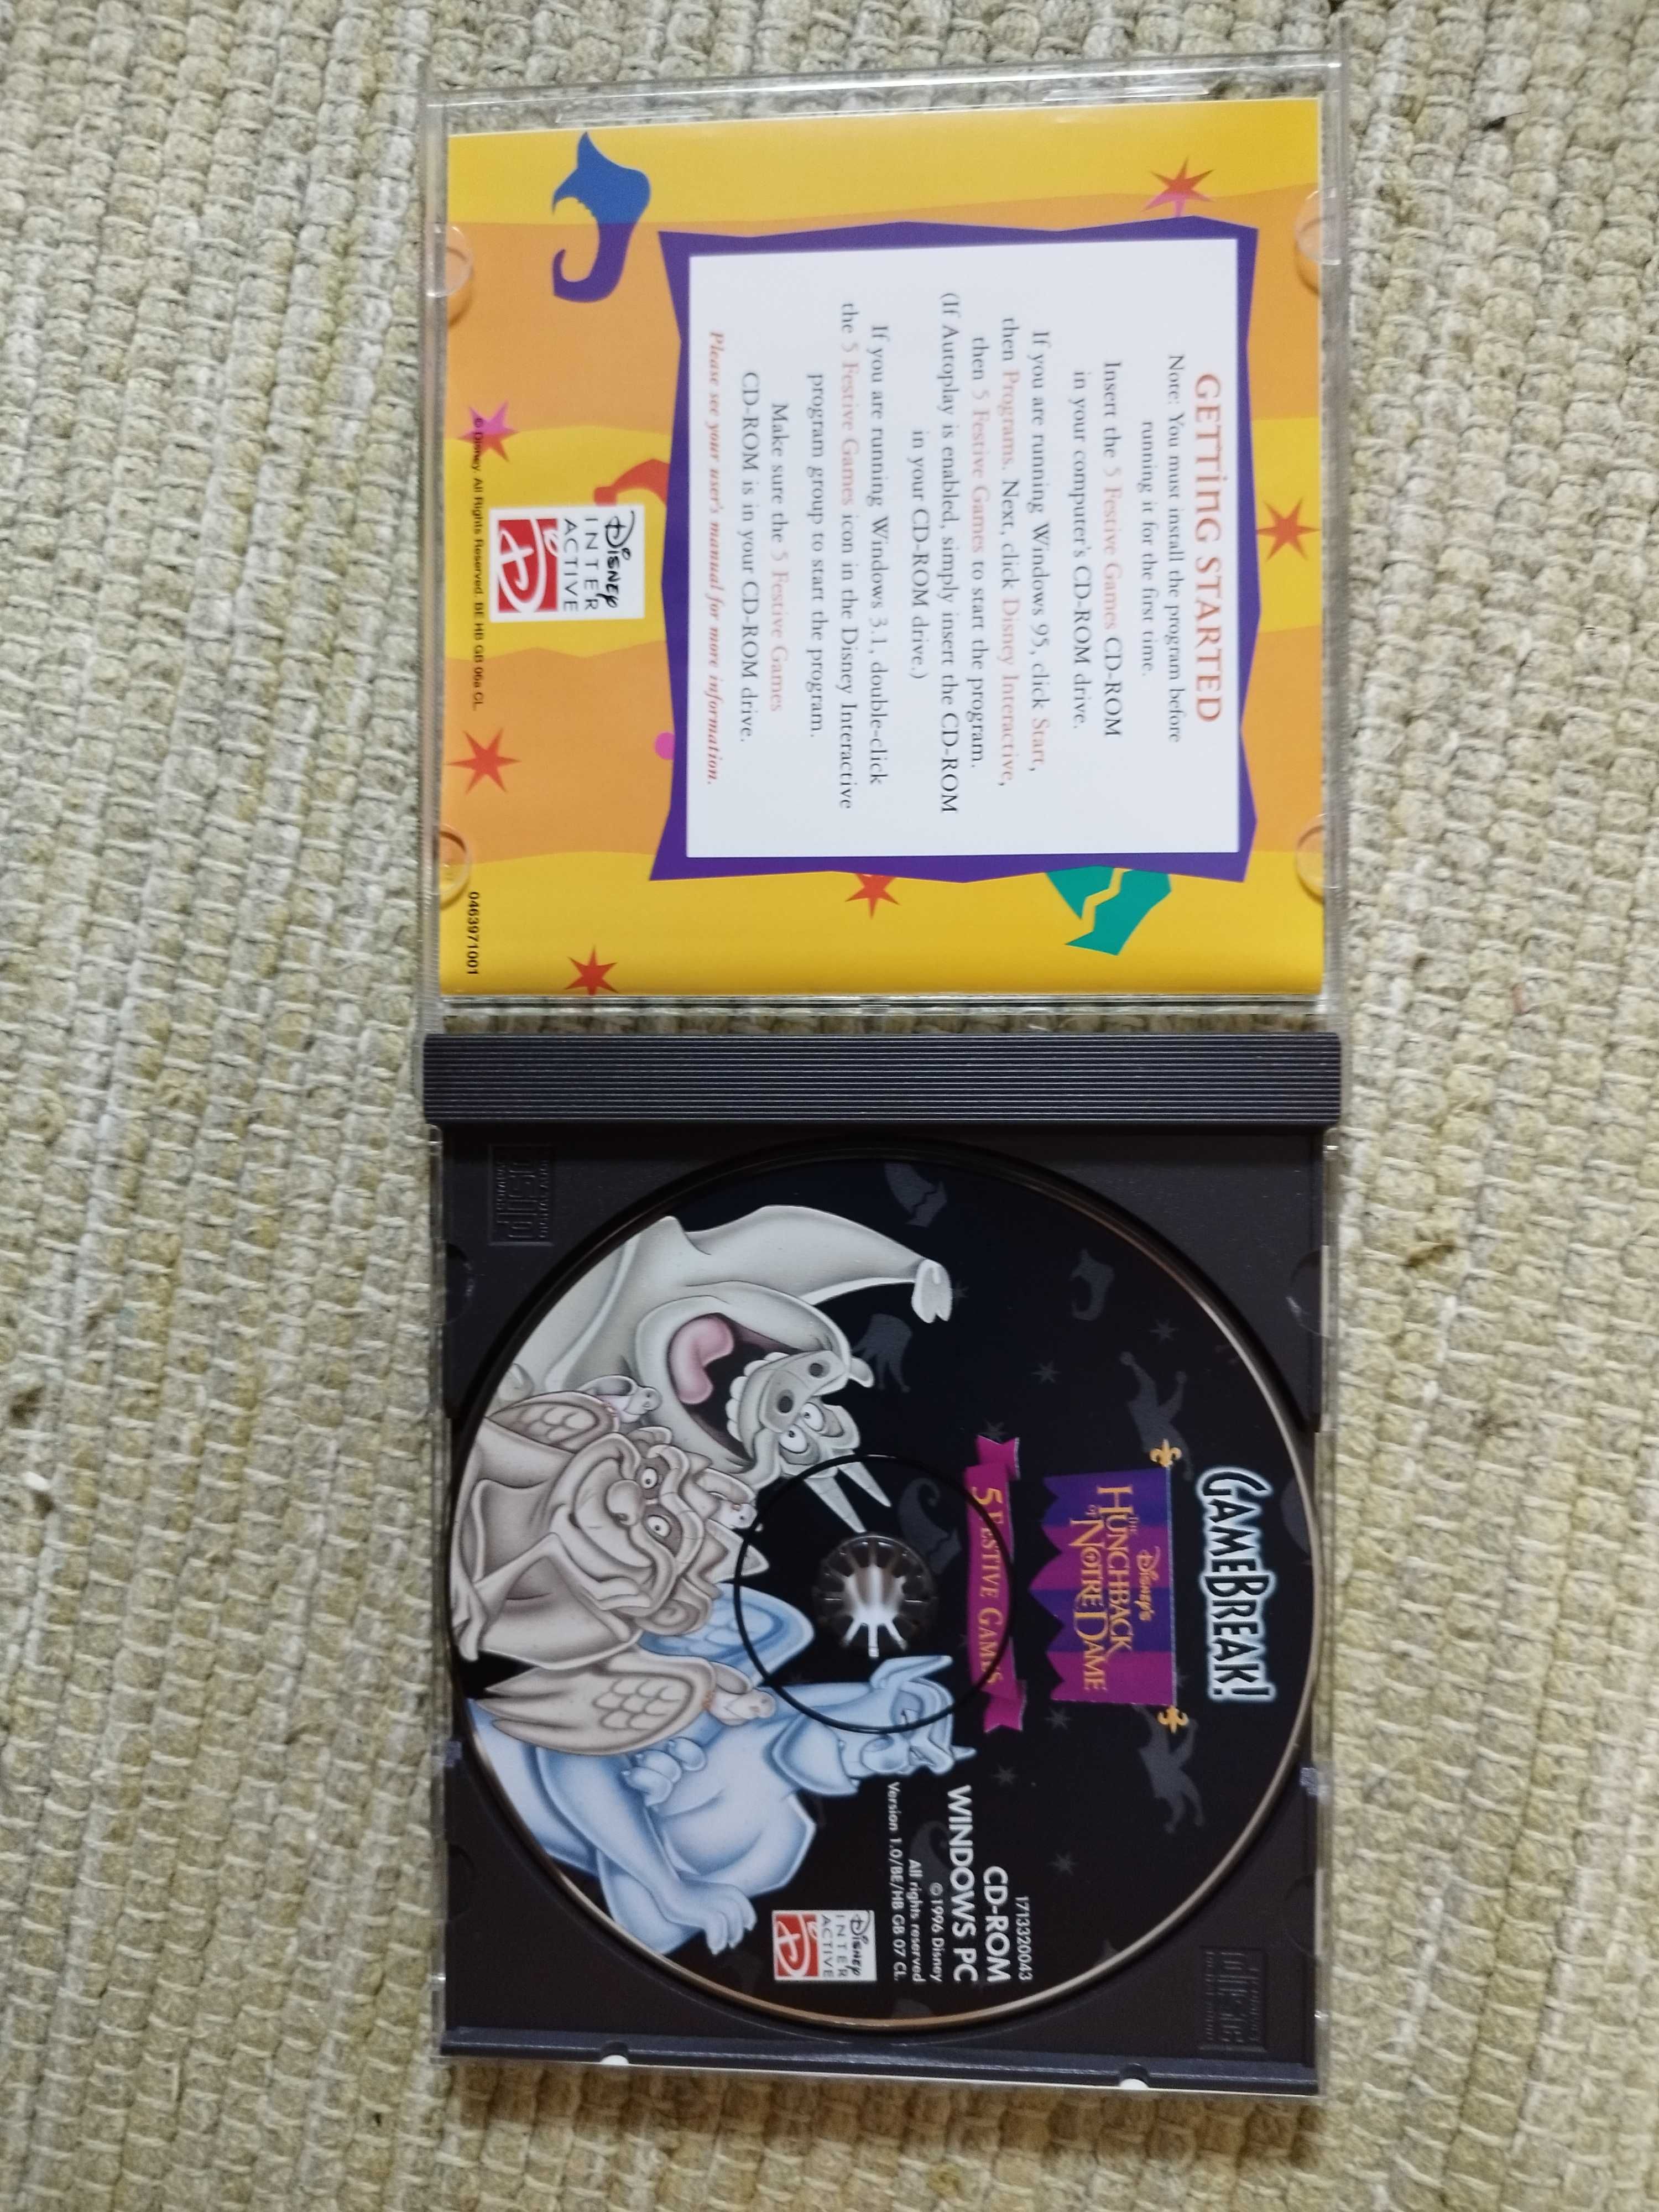 GETTING STARTED
Note: You must install the program before
running it for the first time.
Insert the 5 Festive Games CD-ROM
in your computer's CD-ROM drive.
If you are running Windows 95, click Start,
then Programs. Next, click Disney Interactive,
then 5 Festive Games to start the program.
(If Autoplay is enabled, simply insert the CD-ROM
in your CD-ROM drive.)
If you are running Windows 3.1, double-click
the 5 Festive Games icon in the Disney Interactive
program group to start the program.
Make sure the 5 Festive Games
CD-ROM is in your CD-ROM drive.
Please see your user's manual for more information.
DISNEY
INTER
ACTIVE
© Disney. All Rights Reserved. BE HB GB 06a CL.
0463971001
GAMEBREAK!
Disney's
THE
HUNCHBACK
OF
NOTRE DAME
5 FESTIVE GAMES
1713320043
CD-ROM
WINDOWS PC
©1996 Disney
All rights reserved
Version 1.0/BE/HB GB 07 CL
DISNEY
INTER
ACTIVE